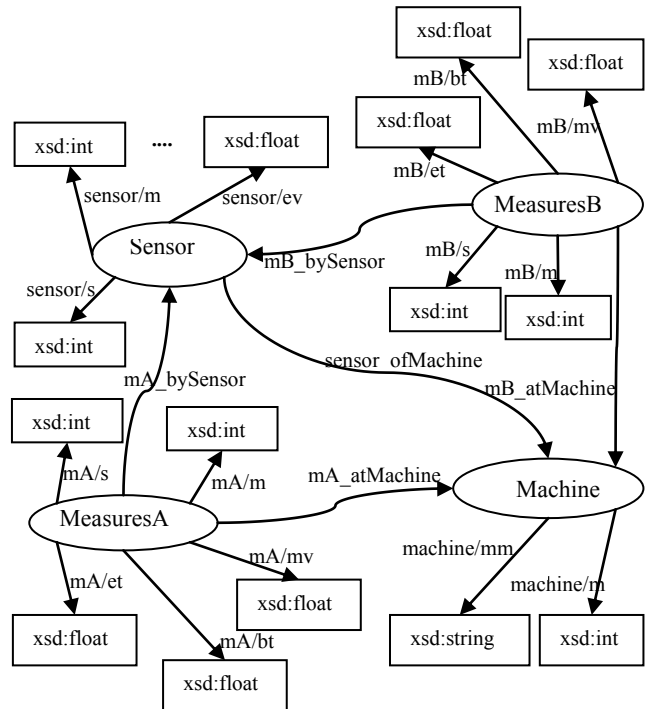 xsd:float
xsd:float
mB/bt
mB/mv
xsd:float
xsd:int
....
xsd:float
mB/et
sensor/m
sensor/ev
MeasuresB
Sensor
mB/s
mB_bySensor
mB/m
sensor/s
xsd:int
xsd:int
xsd:int
sensor_ofMachine
mA_bySensor
mB_atMachine
xsd:int
xsd:int
mA/s
mA/m
mA_atMachine
Machine
MeasuresA
machine/mm
mA/mv
mA/et
machine/m
xsd:float
xsd:float
mA/bt
xsd:string
xsd:int
xsd:float